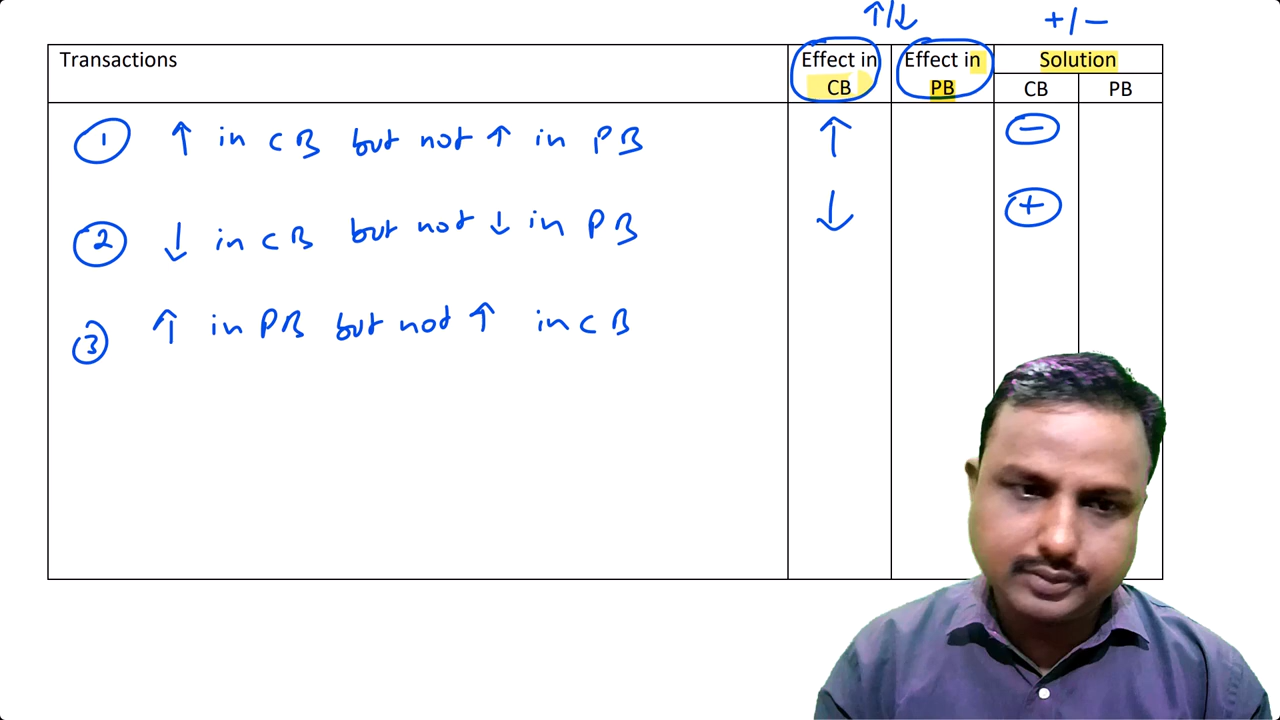 ↑/↓ +/−
Transactions Effect in CB Effect in PB Solution
CB PB
① ↑ in CB but not ↑ in PB ↑ −
② ↓ in CB but not ↓ in PB ↓ +
③ ↑ in PB but not ↑ in CB